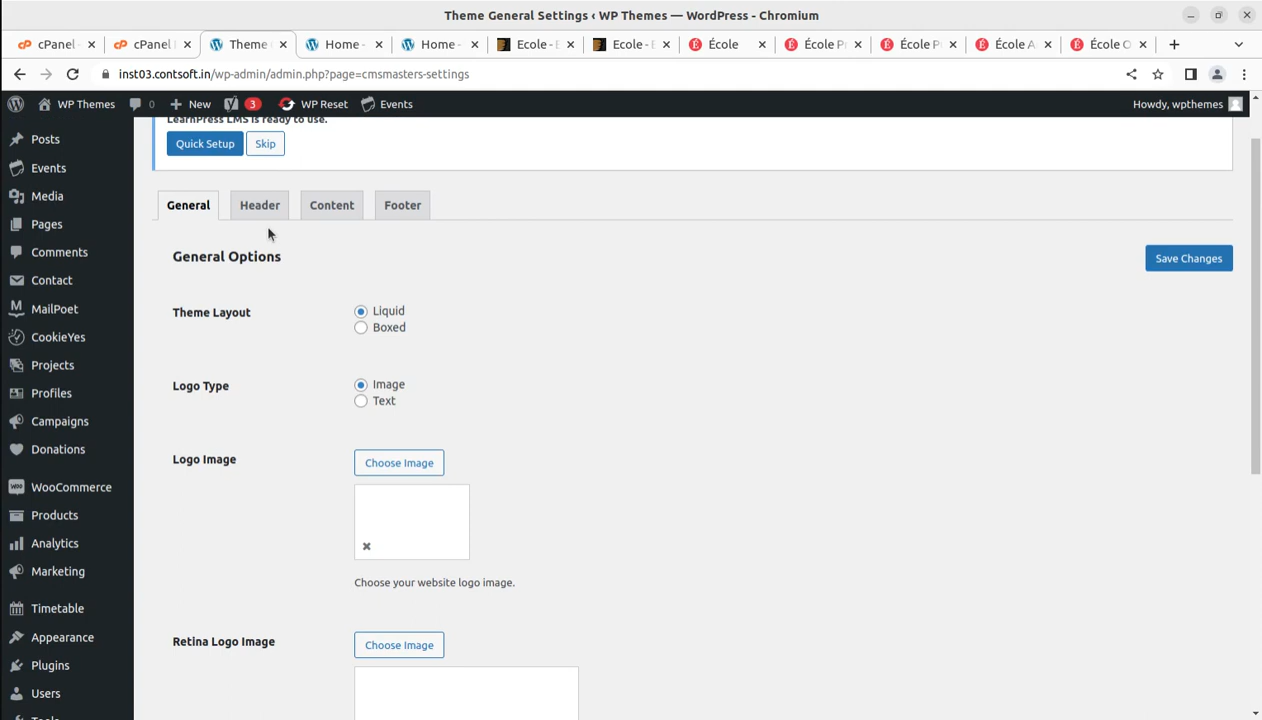 Theme General Settings ‹ WP Themes — WordPress - Chromium
cPanel
cPanel
Theme
Home -
Home -
Ecole - E
Ecole - E
École
École P
École P
École A
École O
inst03.contsoft.in/wp-admin/admin.php?page=cmsmasters-settings
WP Themes
0
New
3
WP Reset
Events
Howdy, wpthemes
LearnPress LMS is ready to use.
Quick Setup
Skip
Posts
Events
Media
Pages
Comments
Contact
MailPoet
CookieYes
Projects
Profiles
Campaigns
Donations
WooCommerce
Products
Analytics
Marketing
Timetable
Appearance
Plugins
Users
Tools
General
Header
Content
Footer
General Options
Save Changes
Theme Layout
Liquid
Boxed
Logo Type
Image
Text
Logo Image
Choose Image
Choose your website logo image.
Retina Logo Image
Choose Image